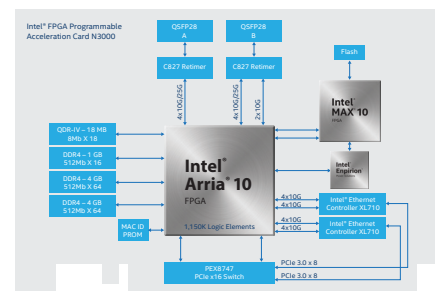 Intel® FPGA Programmable
Acceleration Card N3000
QSFP28
A
QSFP28
B
C827 Retimer
C827 Retimer
Flash
4x10G/25G
4x10G/25G
2x10G
Intel®
MAX®10
FPGA
QDR-IV – 18 MB
8Mb X 18
DDR4 – 1 GB
512Mb X 16
DDR4 – 4 GB
512Mb X 64
DDR4 – 4 GB
512Mb X 64
MAC ID
PROM
Intel®
Arria® 10
FPGA
1,150K Logic Elements
Intel®
Enpirion
4x10G
4x10G
Intel® Ethernet
Controller XL710
4x10G
4x10G
Intel® Ethernet
Controller XL710
PEX8747
PCIe x16 Switch
PCIe 3.0 x 8
PCIe 3.0 x 8